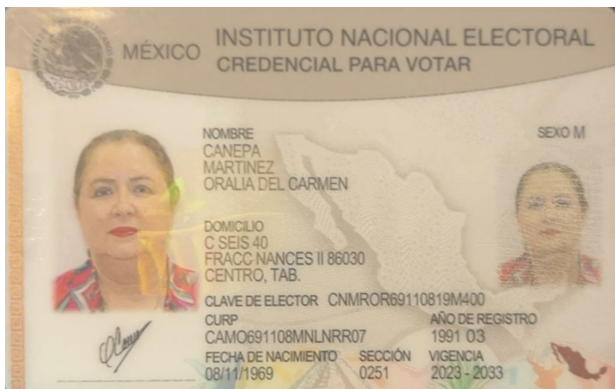 MÉXICO INSTITUTO NACIONAL ELECTORAL
CREDENCIAL PARA VOTAR
NOMBRE
SEXO M
CANEPA
MARTINEZ
ORALIA DEL CARMEN
DOMICILIO
C SEIS 40
FRACC NANCES II 86030
CENTRO, TAB.
CLAVE DE ELECTOR CNMROR69110819M400
CURP
AÑO DE REGISTRO
CAMO691108MNLNRR07
1991 03
FECHA DE NACIMIENTO SECCIÓN VIGENCIA
08/11/1969 0251 2023 - 2033